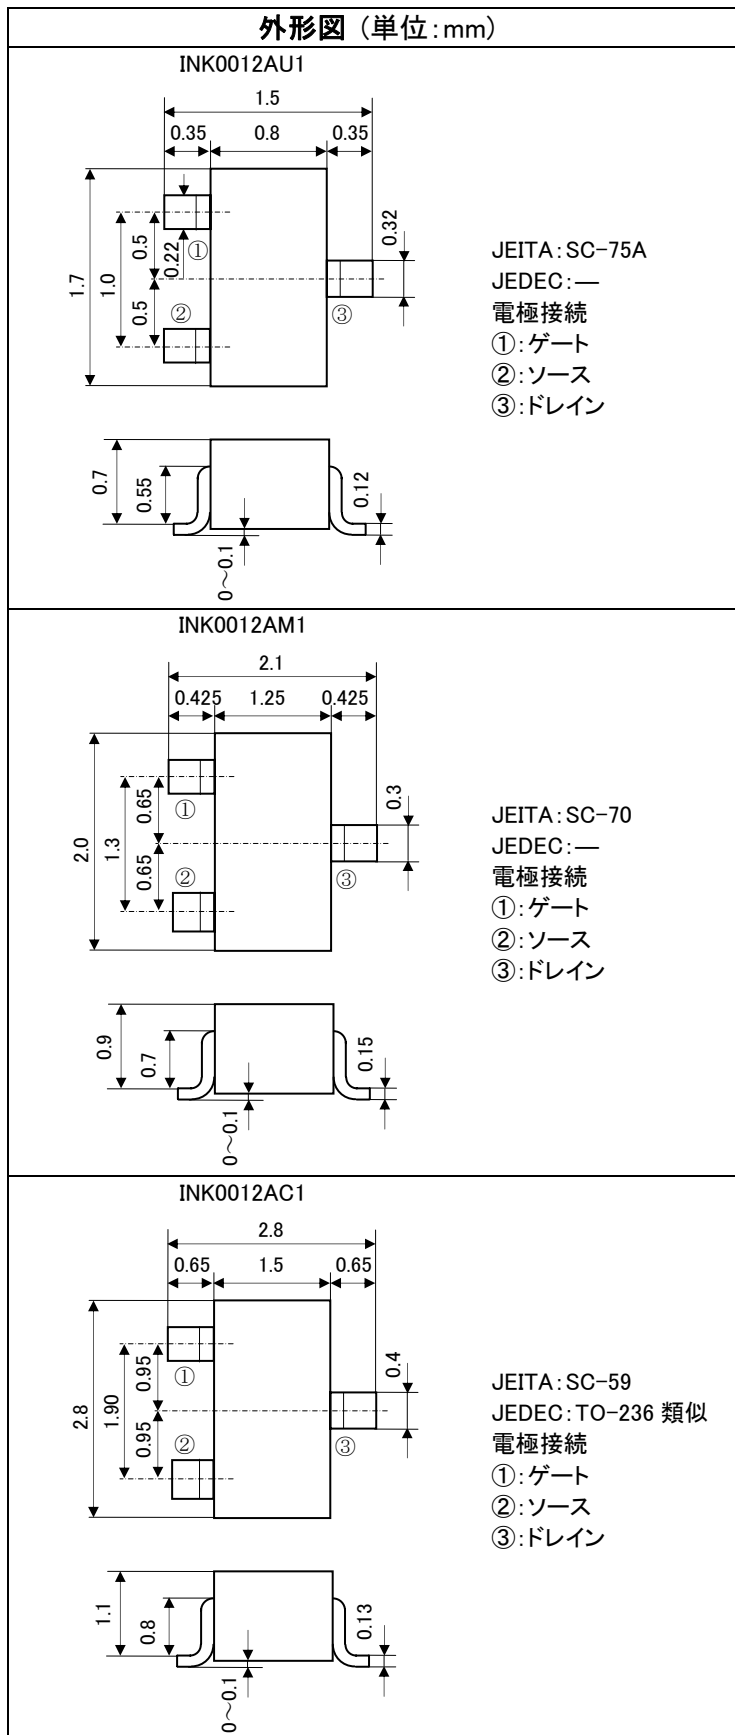 外形図 (単位:mm)
INK0012AU1
1.5
0.35 0.8 0.35
1.7
1.0
0.5
0.5
0.22
①
②
③
0.32
JEITA:SC-75A
JEDEC:―
電極接続
①:ゲート
②:ソース
③:ドレイン
0.7
0.55
0~0.1
0.12
INK0012AM1
2.1
0.425 1.25 0.425
2.0
1.3
0.65
0.65
①
②
③
0.3
JEITA:SC-70
JEDEC:―
電極接続
①:ゲート
②:ソース
③:ドレイン
0.9
0.7
0~0.1
0.15
INK0012AC1
2.8
0.65 1.5 0.65
2.8
1.90
0.95
0.95
①
②
③
0.4
JEITA:SC-59
JEDEC:TO-236 類似
電極接続
①:ゲート
②:ソース
③:ドレイン
1.1
0.8
0~0.1
0.13